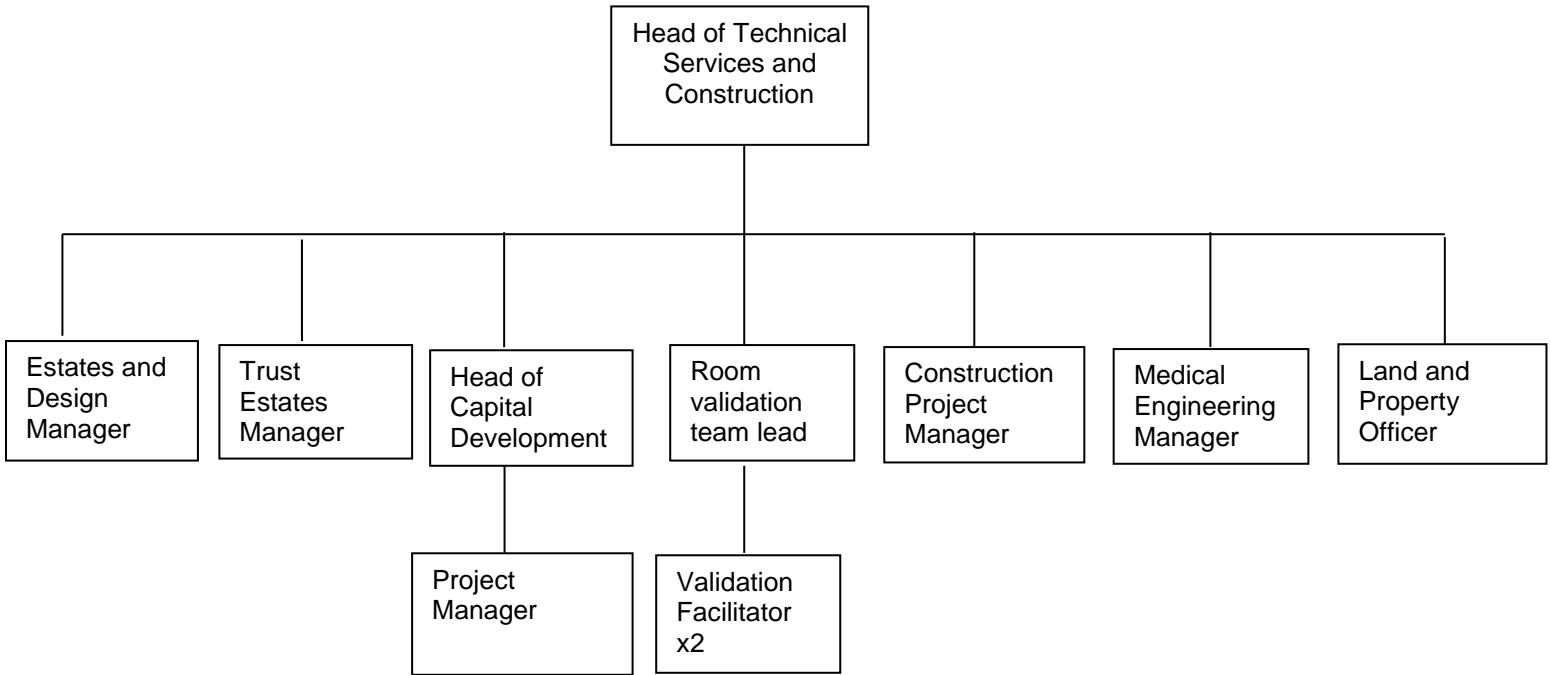 Head of Technical
Services and
Construction
Estates and
Design
Manager
Trust
Estates
Manager
Head of
Capital
Development
Room
validation
team lead
Construction
Project
Manager
Medical
Engineering
Manager
Land and
Property
Officer
Project
Manager
Validation
Facilitator
x2